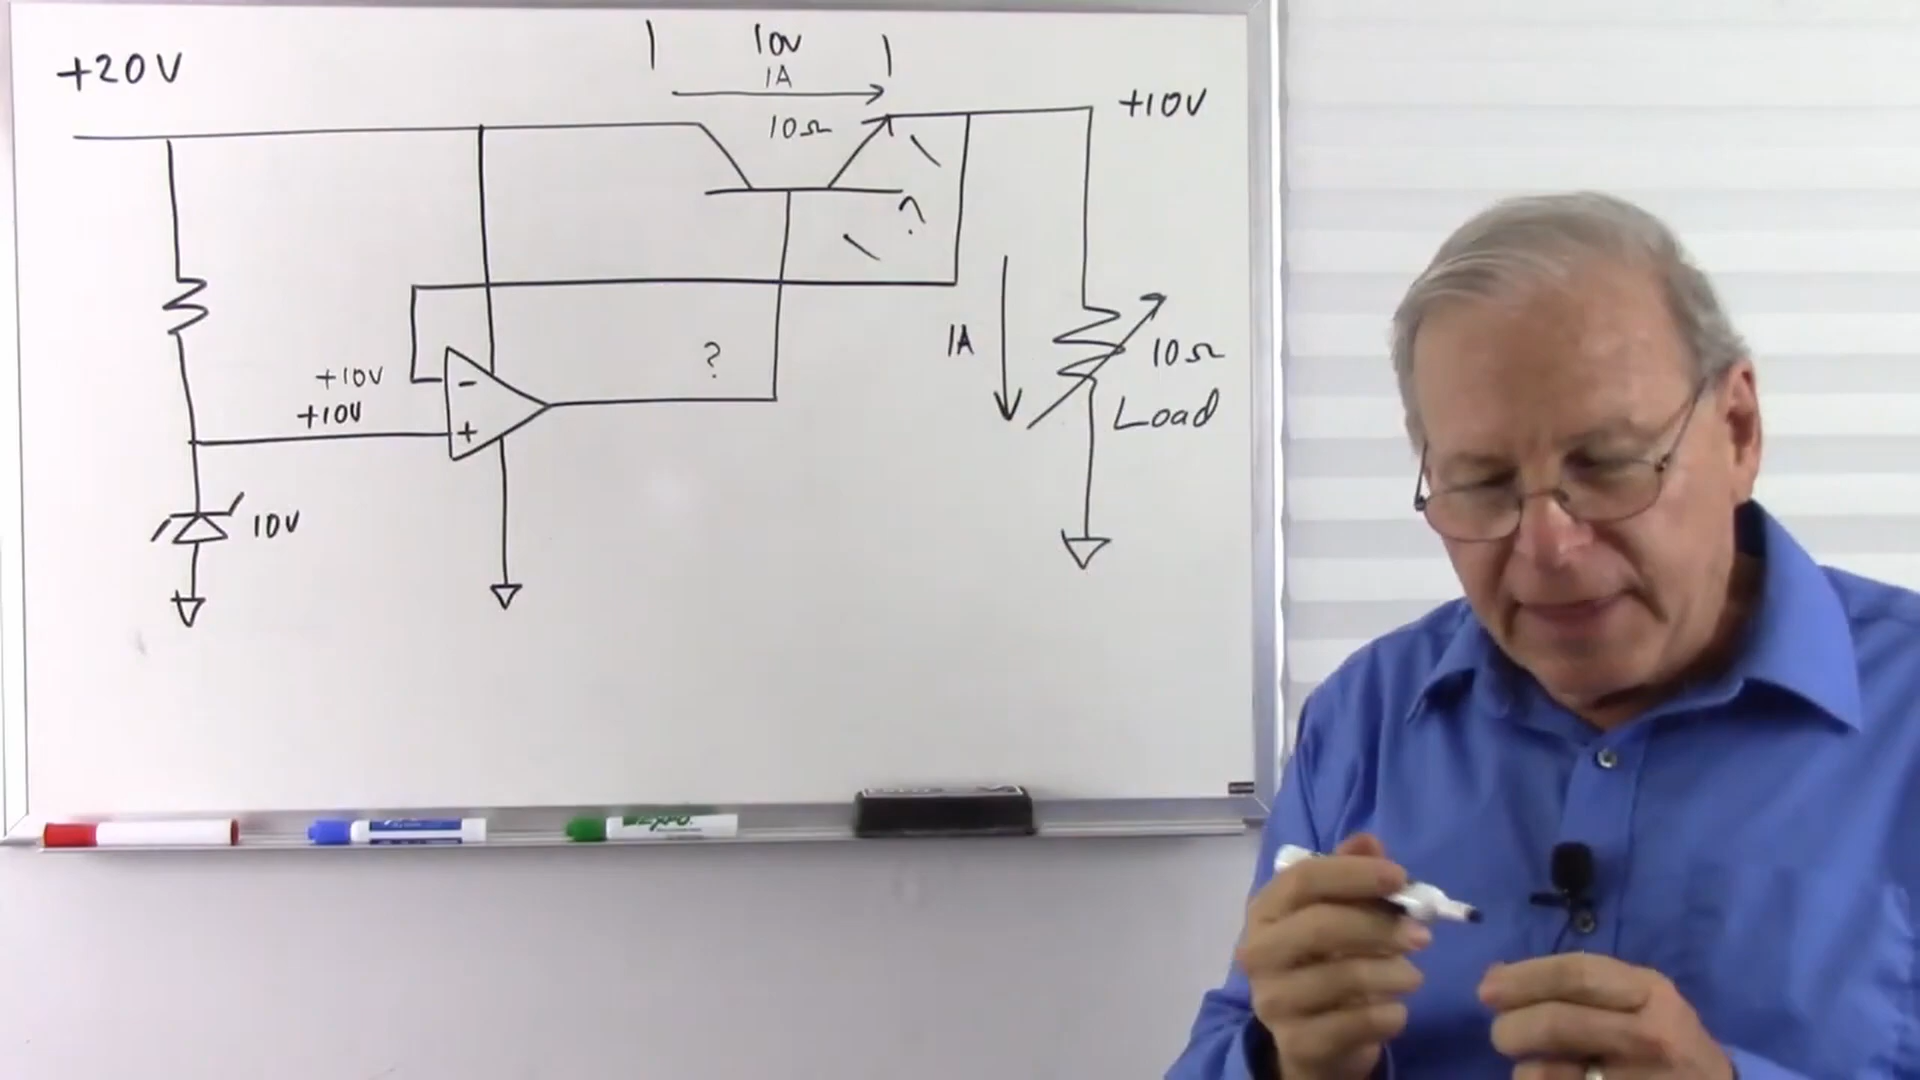 +20V
10V
1A
10Ω
+10V
?
?
+10V
+10V
-
+
1A
10Ω
Load
10V
EXPO